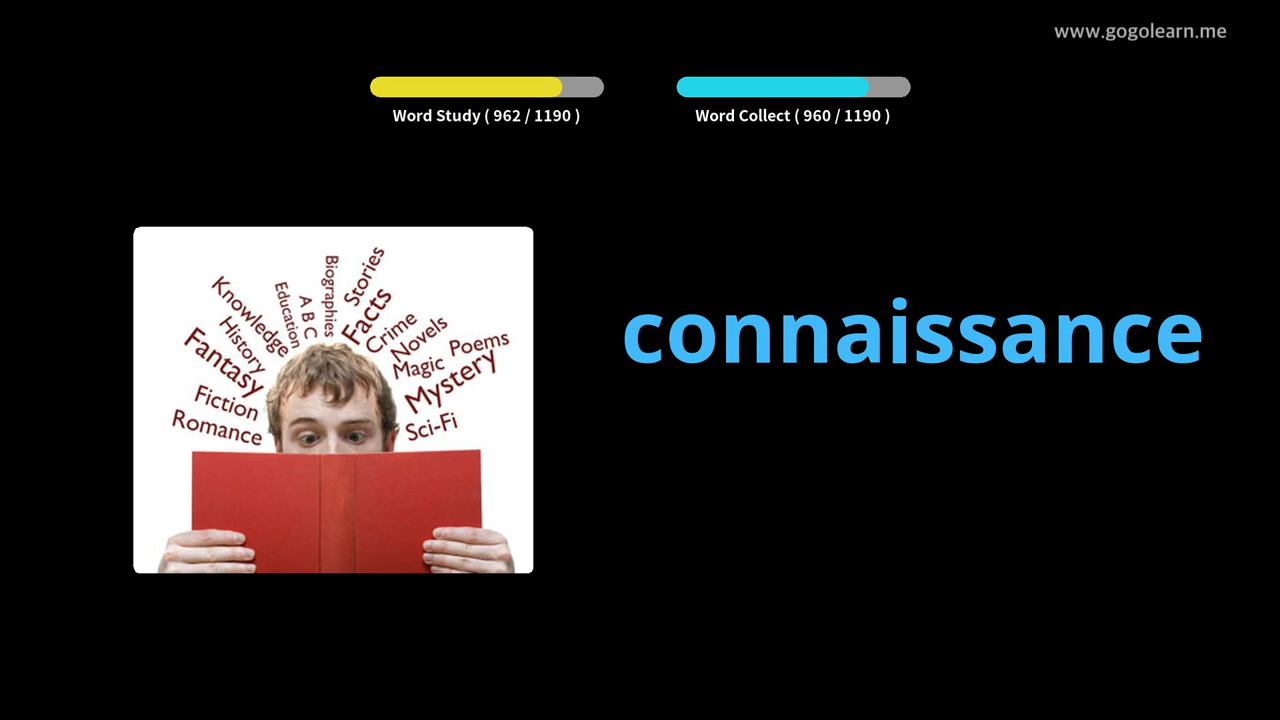 www.gogolearn.me
Word Study ( 962 / 1190 )
Word Collect ( 960 / 1190 )
connaissance
Knowledge
History
Fantasy
Fiction
Romance
Education
A B C
Biographies
Stories
Facts
Crime
Novels
Magic
Poems
Mystery
Sci-Fi